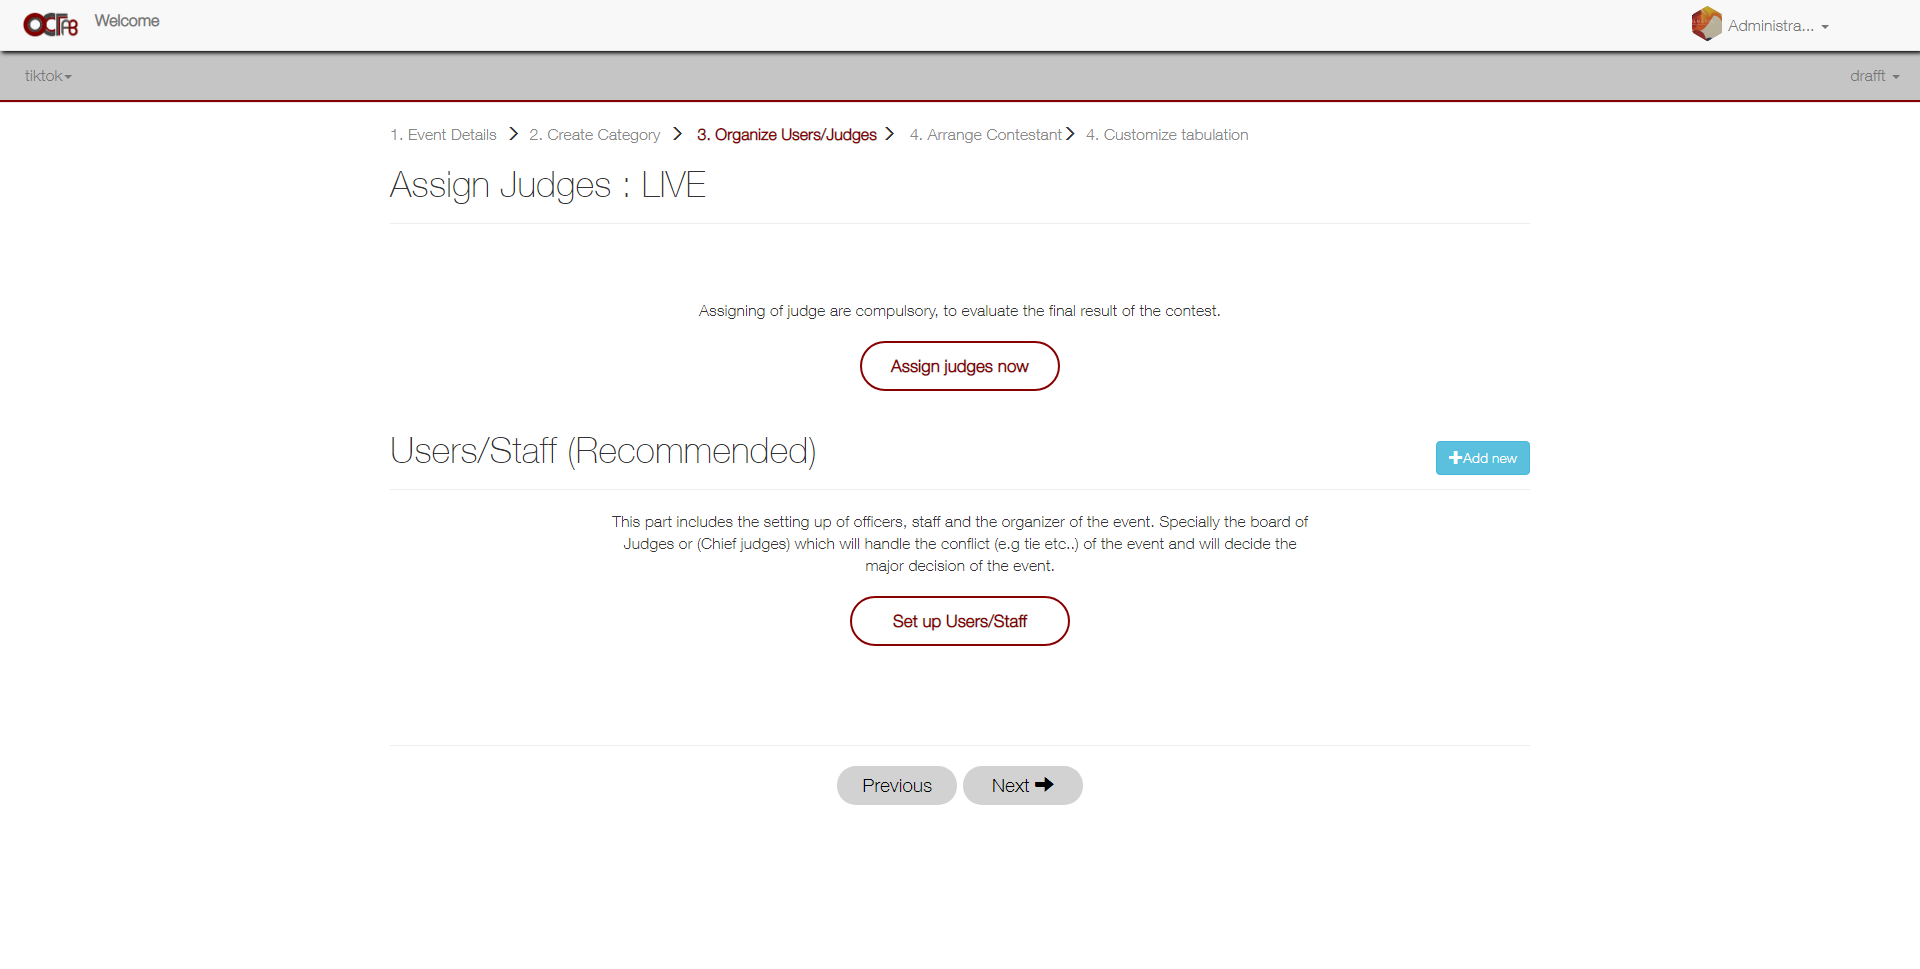 OCTAB Welcome Administra...
tiktok drafft
1. Event Details 2. Create Category 3. Organize Users/Judges 4. Arrange Contestant 4. Customize tabulation
Assign Judges : LIVE
Assigning of judge are compulsory, to evaluate the final result of the contest.
Assign judges now
Users/Staff (Recommended)
Add new
This part includes the setting up of officers, staff and the organizer of the event. Specially the board of
Judges or (Chief judges) which will handle the conflict (e.g tie etc..) of the event and will decide the
major decision of the event.
Set up Users/Staff
Previous Next